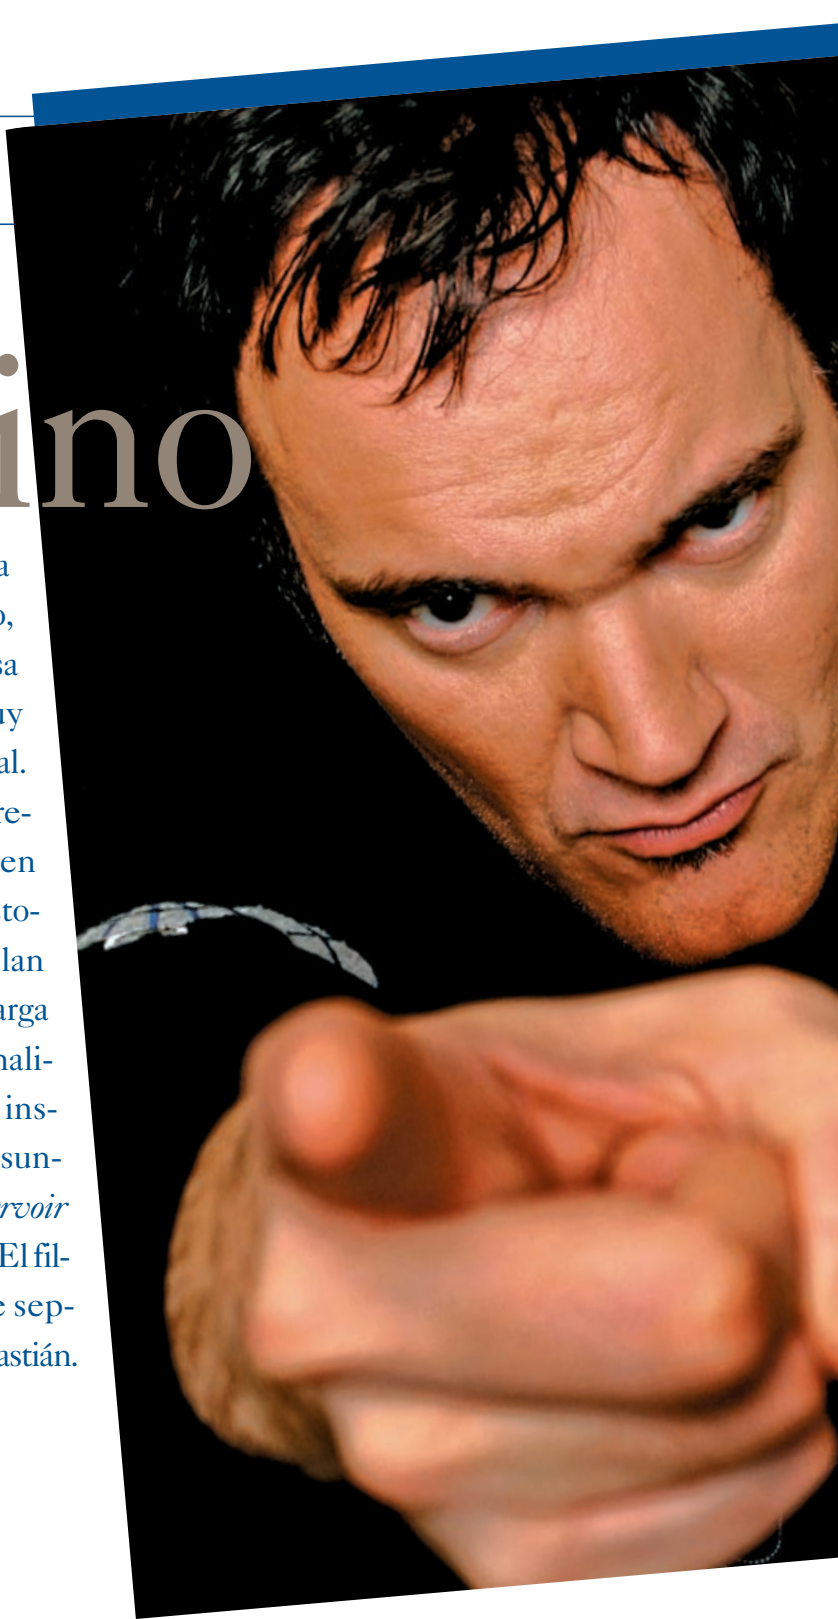 ino
a
o,
sa
uy
al.
re-
en
to-
lan
arga
nali-
ins-
sun-
rvoir
El fil-
e sep-
astián.